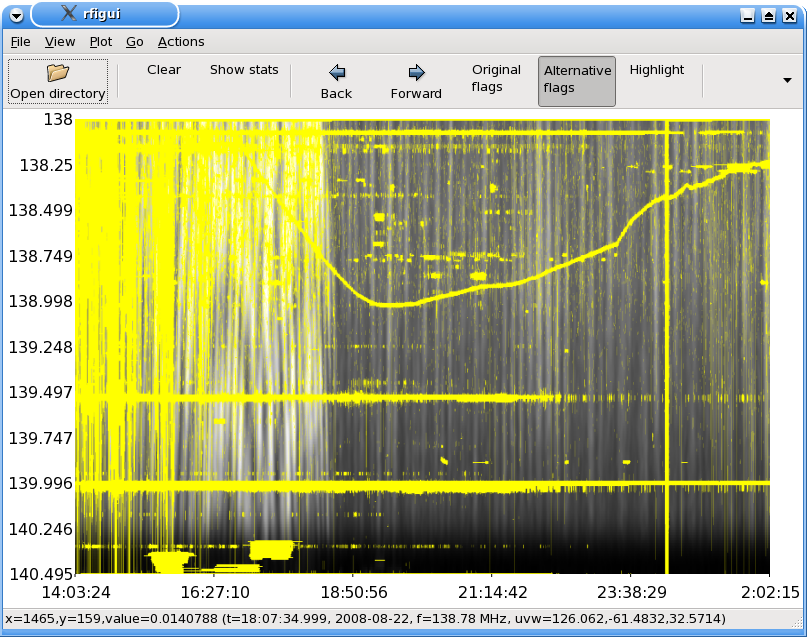 rfigui
File View Plot Go Actions
Open directory Clear Show stats Back Forward Original flags Alternative flags Highlight
138
138.25
138.499
138.749
138.998
139.248
139.497
139.747
139.996
140.246
140.495
14:03:24 16:27:10 18:50:56 21:14:42 23:38:29 2:02:15
x=1465,y=159,value=0.0140788 (t=18:07:34.999, 2008-08-22, f=138.78 MHz, uvw=126.062,-61.4832,32.5714)